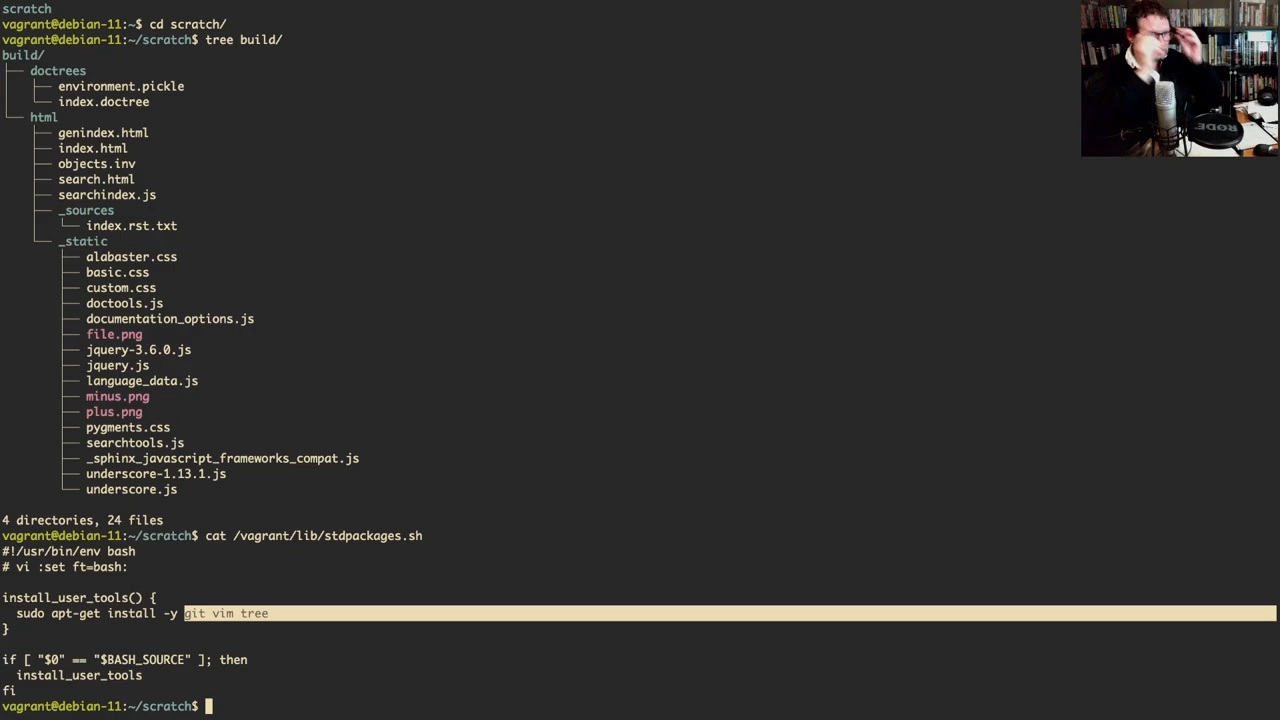 scratch
vagrant@debian-11:~$ cd scratch/
vagrant@debian-11:~/scratch$ tree build/
build/
├── doctrees
│   ├── environment.pickle
│   └── index.doctree
└── html
    ├── genindex.html
    ├── index.html
    ├── objects.inv
    ├── search.html
    ├── searchindex.js
    ├── _sources
    │   └── index.rst.txt
    └── _static
        ├── alabaster.css
        ├── basic.css
        ├── custom.css
        ├── doctools.js
        ├── documentation_options.js
        ├── file.png
        ├── jquery-3.6.0.js
        ├── jquery.js
        ├── language_data.js
        ├── minus.png
        ├── plus.png
        ├── pygments.css
        ├── searchtools.js
        ├── _sphinx_javascript_frameworks_compat.js
        ├── underscore-1.13.1.js
        └── underscore.js
4 directories, 24 files
vagrant@debian-11:~/scratch$ cat /vagrant/lib/stdpackages.sh
#!/usr/bin/env bash
# vi :set ft=bash:
install_user_tools() {
  sudo apt-get install -y git vim tree
}
if [ "$0" == "$BASH_SOURCE" ]; then
  install_user_tools
fi
vagrant@debian-11:~/scratch$
RODE